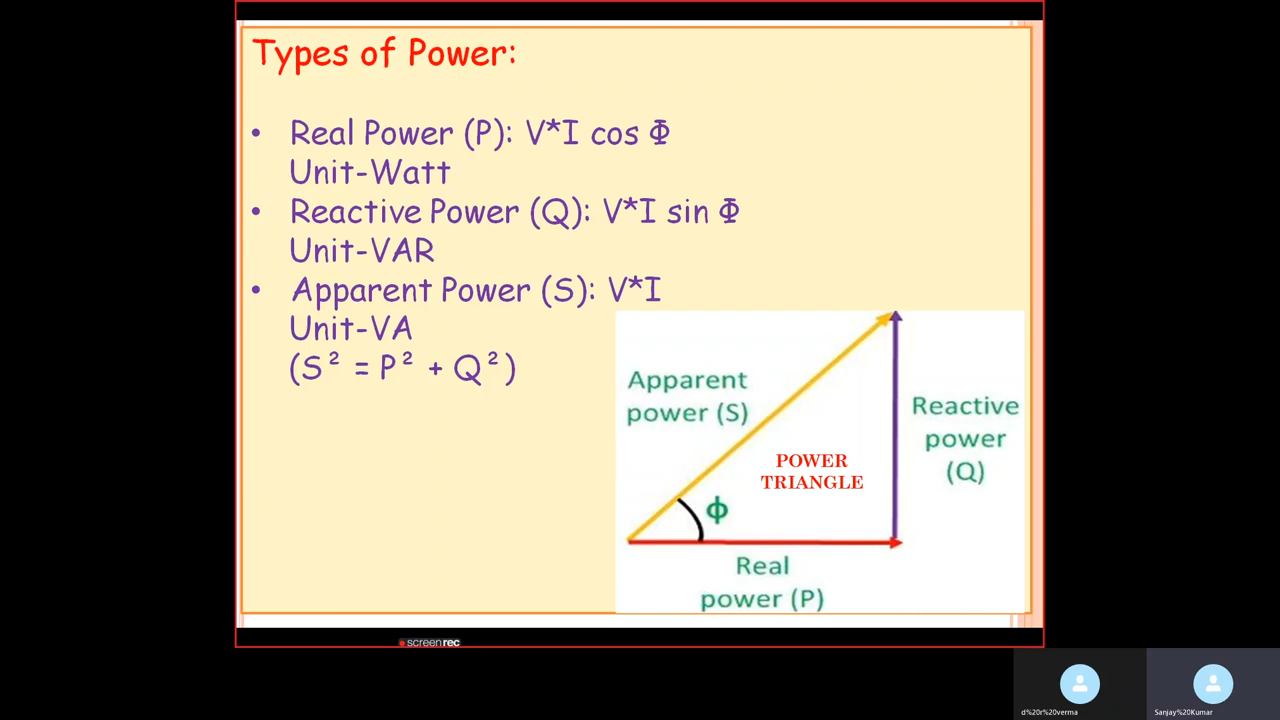 Types of Power:
• Real Power (P): V*I cos Φ
Unit-Watt
• Reactive Power (Q): V*I sin Φ
Unit-VAR
• Apparent Power (S): V*I
Unit-VA
(S² = P² + Q²)
Apparent
power (S)
Reactive
power
(Q)
POWER
TRIANGLE
ϕ
Real
power (P)
screenrec
d%20r%20verma
Sanjay%20Kumar